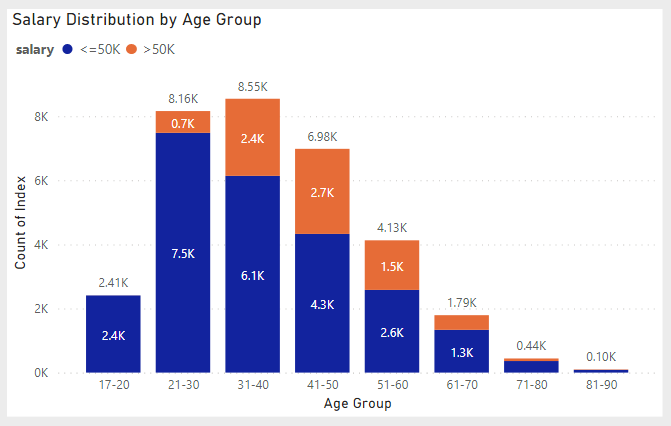 Salary Distribution by Age Group
salary <=50K >50K
8.55K
8.16K
8K
0.7K
2.4K
6.98K
6K
2.7K
7.5K
4.13K
4K
6.1K
1.5K
4.3K
2.41K
2K
1.79K
2.4K
2.6K
1.3K
0.44K
0.10K
0K
17-20 21-30 31-40 41-50 51-60 61-70 71-80 81-90
Age Group
Count of Index